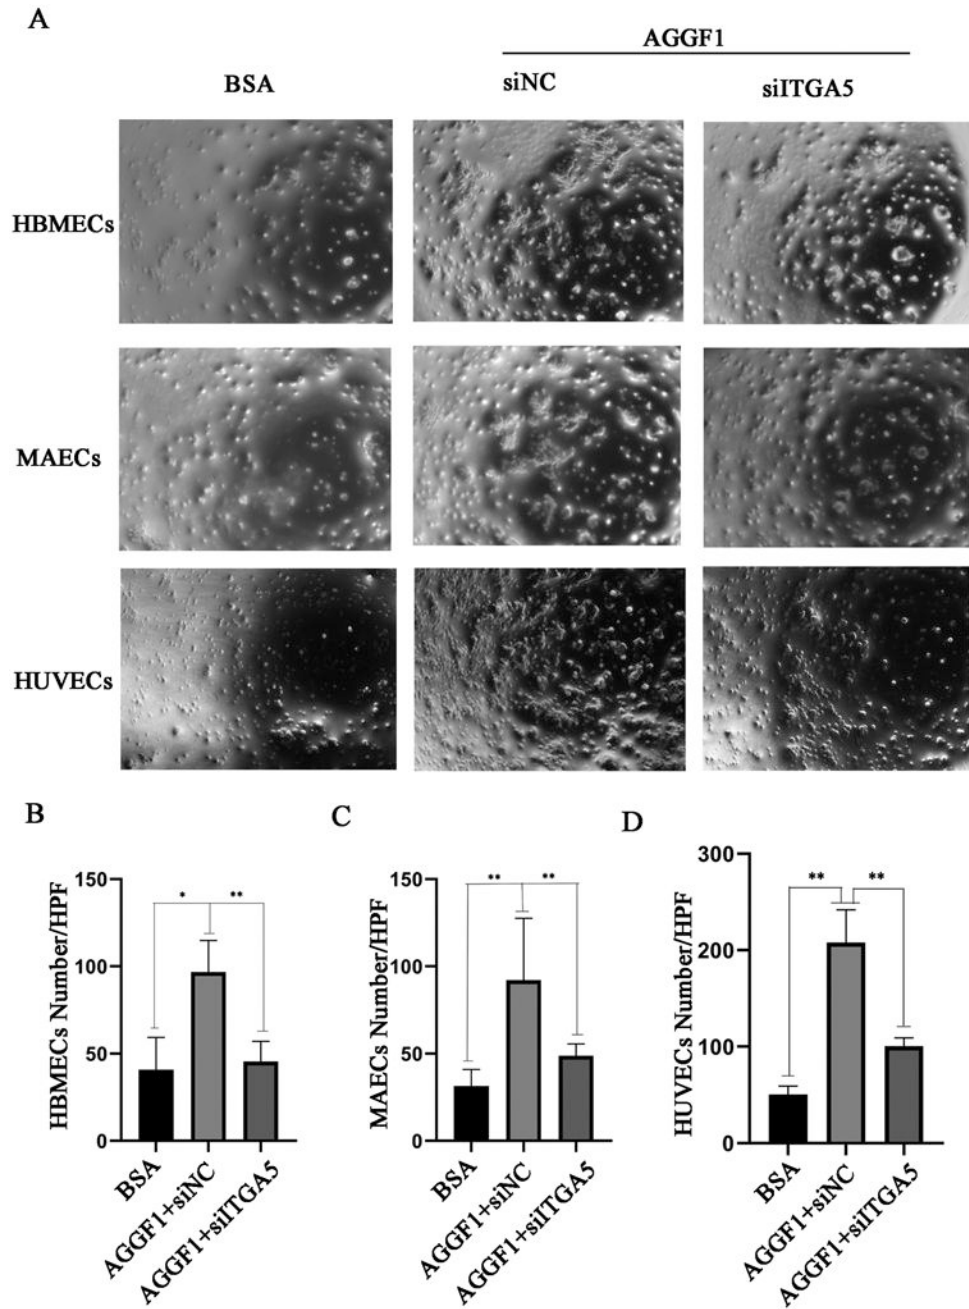 A
AGGF1
BSA
siNC
siITGA5
HBMECs
MAECs
HUVECs
B
HBMECs Number/HPF
150
100
50
0
*
**
BSA
AGGF1+siNC
AGGF1+siITGA5
C
MAECs Number/HPF
150
100
50
0
**
**
BSA
AGGF1+siNC
AGGF1+siITGA5
D
HUVECs Number/HPF
300
200
100
0
**
**
BSA
AGGF1+siNC
AGGF1+siITGA5